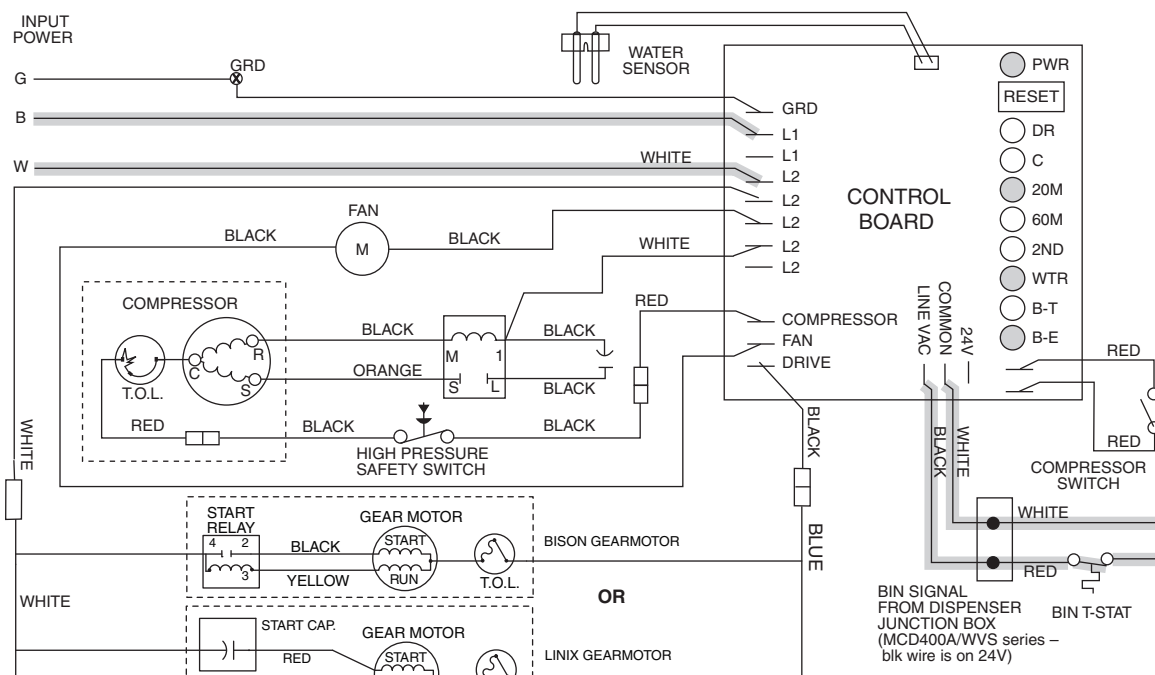 INPUT
POWER
G
GRD
B
W
WHITE
WATER
SENSOR
GRD
L1
L1
L2
L2
L2
L2
L2
CONTROL
BOARD
PWR
RESET
DR
C
20M
60M
2ND
WTR
B-T
B-E
FAN
M
BLACK
BLACK
WHITE
RED
COMPRESSOR
FAN
DRIVE
LINE VAC
COMMON
24V
COMPRESSOR
T.O.L.
C
R
S
BLACK
ORANGE
M
1
S
L
BLACK
BLACK
RED
BLACK
BLACK
HIGH PRESSURE
SAFETY SWITCH
WHITE
BLACK
BLUE
RED
RED
COMPRESSOR
SWITCH
BLACK
WHITE
WHITE
RED
BIN T-STAT
BIN SIGNAL
FROM DISPENSER
JUNCTION BOX
(MCD400A/WVS series –
blk wire is on 24V)
START
RELAY
4
2
3
BLACK
YELLOW
GEAR MOTOR
START
RUN
T.O.L.
BISON GEARMOTOR
OR
WHITE
START CAP.
RED
GEAR MOTOR
START
LINIX GEARMOTOR